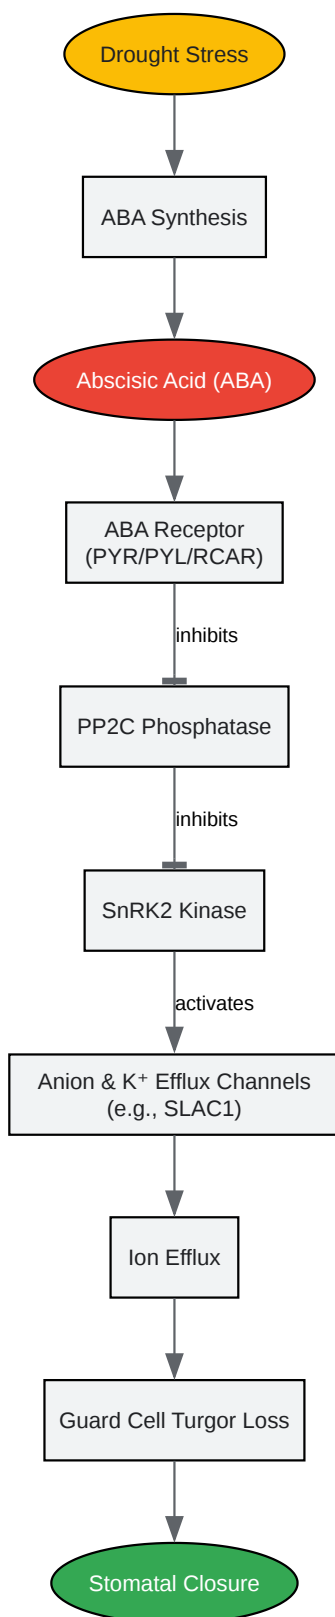 Drought Stress
ABA Synthesis
Abscisic Acid (ABA)
ABA Receptor
(PYR/PYL/RCAR)
inhibits
PP2C Phosphatase
inhibits
SnRK2 Kinase
activates
Anion & K⁺ Efflux Channels
(e.g., SLAC1)
Ion Efflux
Guard Cell Turgor Loss
Stomatal Closure